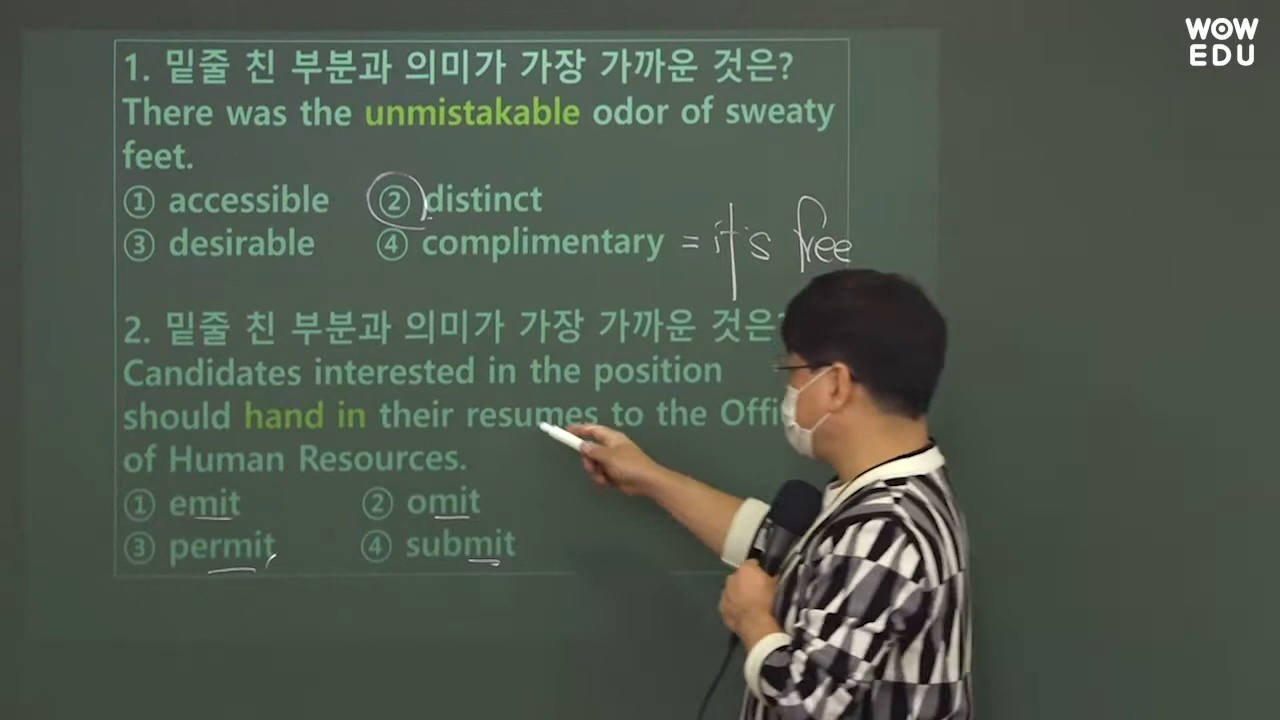 WOW
EDU
1. 밑줄 친 부분과 의미가 가장 가까운 것은?
There was the unmistakable odor of sweaty
feet.
① accessible ② distinct
③ desirable ④ complimentary = it's free
2. 밑줄 친 부분과 의미가 가장 가까운 것은?
Candidates interested in the position
should hand in their resumes to the Offi
of Human Resources.
① emit ② omit
③ permit ④ submit